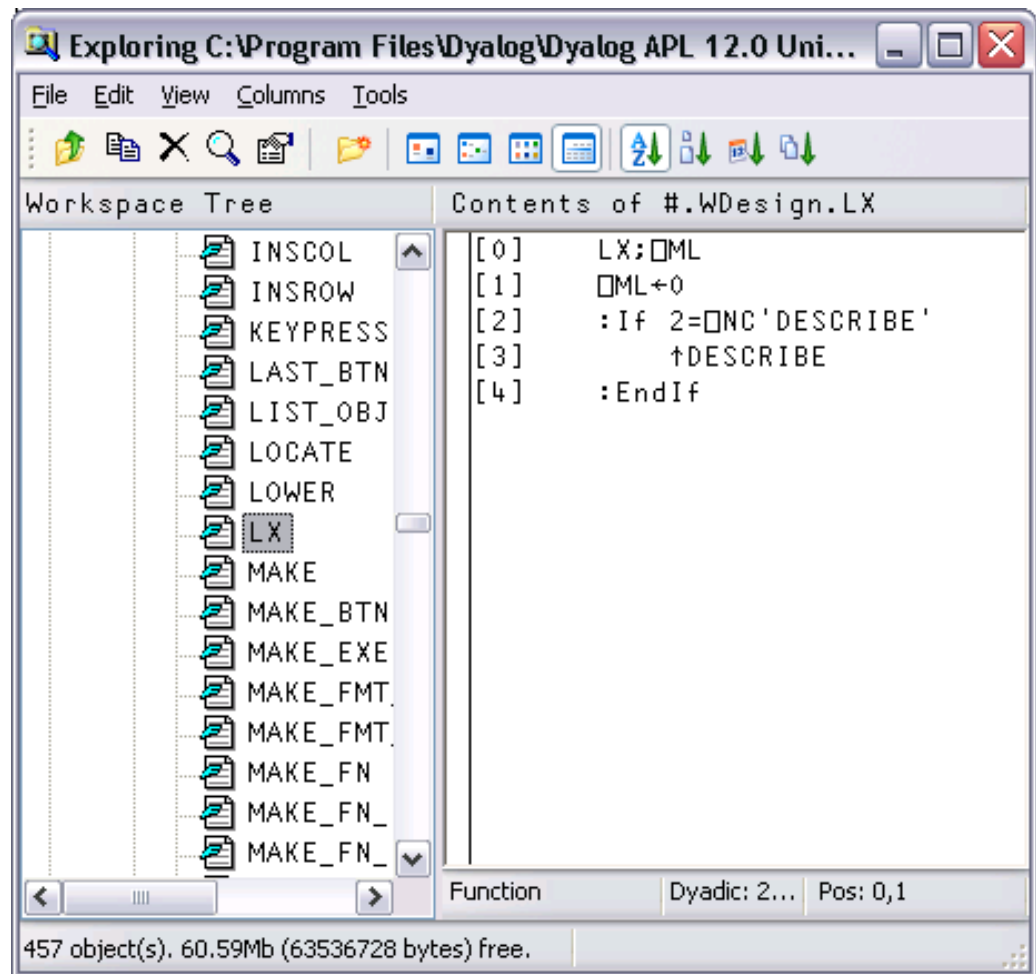 Exploring C:\Program Files\Dyalog\Dyalog APL 12.0 Uni...
File Edit View Columns Tools
Workspace Tree
Contents of #.WDesign.LX
INSCOL
INSROW
KEYPRESS
LAST_BTN
LIST_OBJ
LOCATE
LOWER
LX
MAKE
MAKE_BTN
MAKE_EXE
MAKE_FMT_
MAKE_FMT_
MAKE_FN
MAKE_FN_
MAKE_FN_
[0] LX;⎕ML
[1] ⎕ML←0
[2] :If 2=⎕NC'DESCRIBE'
[3] ↑DESCRIBE
[4] :EndIf
Function Dyadic: 2... Pos: 0,1
457 object(s). 60.59Mb (63536728 bytes) free.